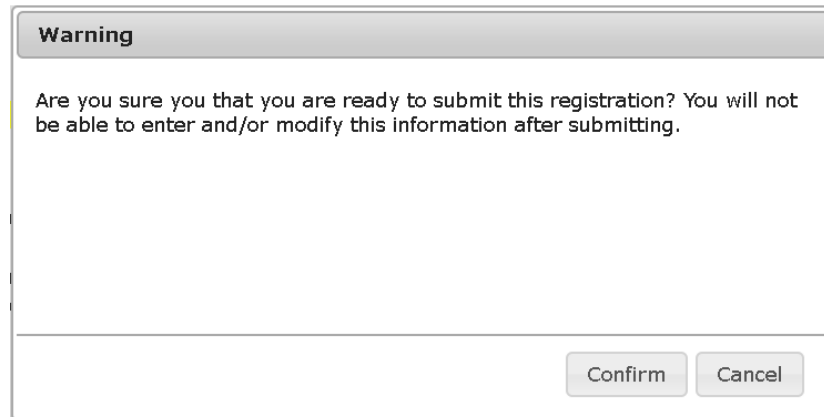 Warning
Are you sure you that you are ready to submit this registration? You will not
be able to enter and/or modify this information after submitting.
Confirm Cancel